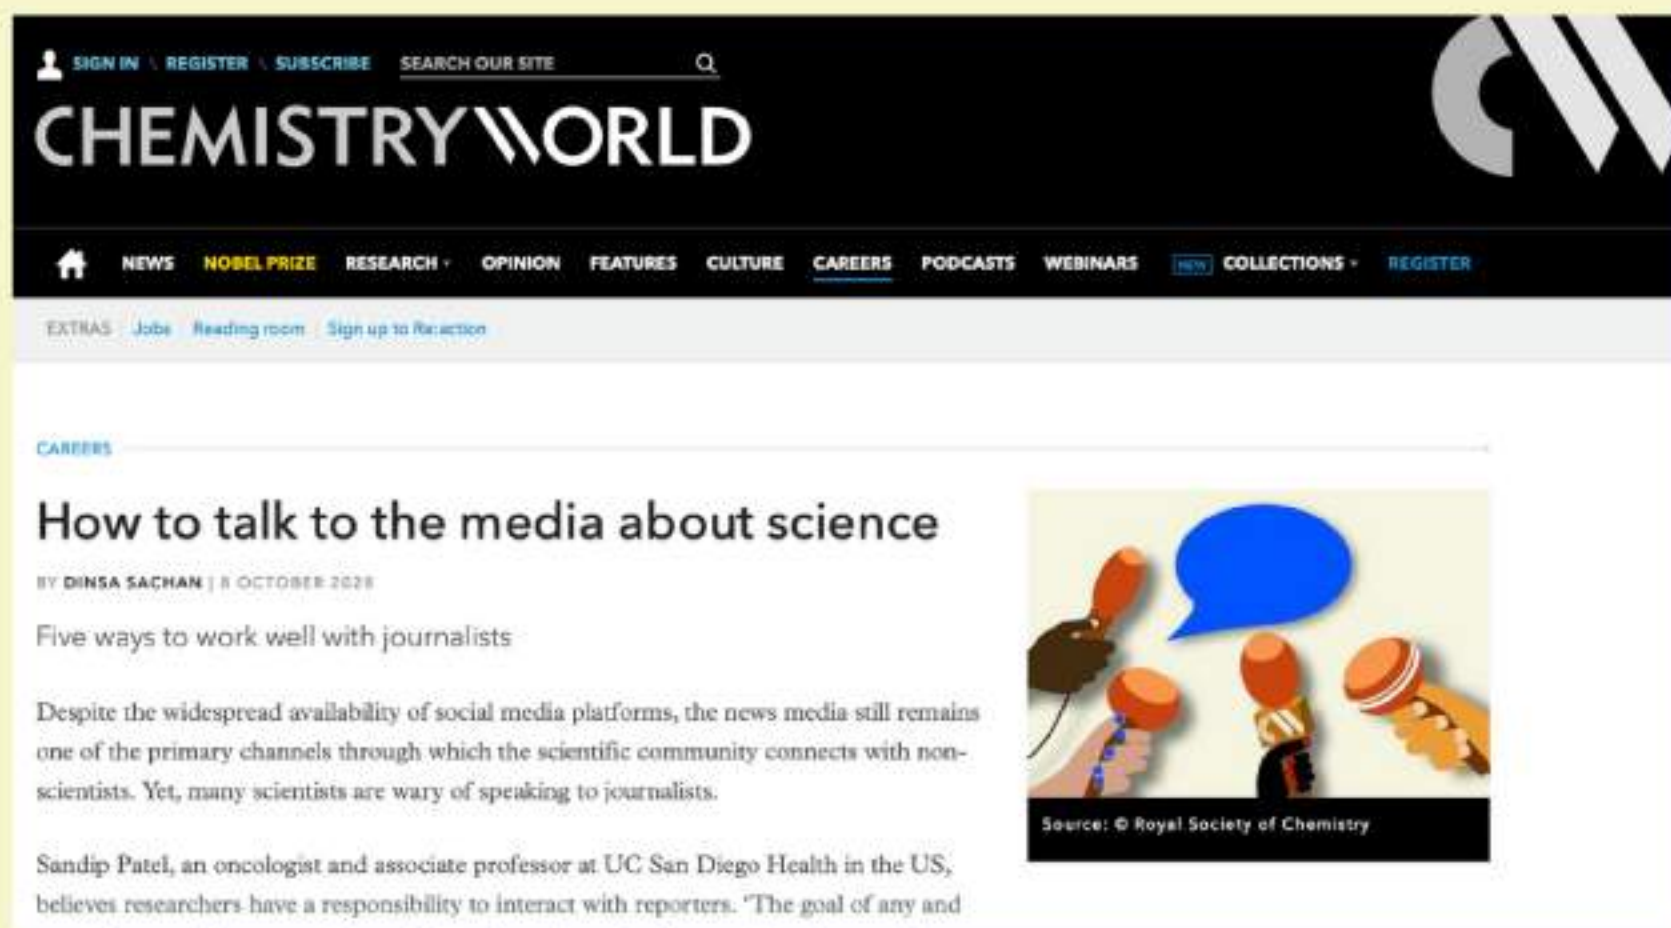 SIGN IN \ REGISTER \ SUBSCRIBE SEARCH OUR SITE
CHEMISTRY WORLD
NEWS NOBEL PRIZE RESEARCH OPINION FEATURES CULTURE CAREERS PODCASTS WEBINARS NEW COLLECTIONS REGISTER
EXTRAS Jobs Reading room Sign up to Re:action
CAREERS
How to talk to the media about science
BY DINSA SACHAN | 8 OCTOBER
Five ways to work well with journalists
Despite the widespread availability of social media platforms, the news media still remains
one of the primary channels through which the scientific community connects with non-
scientists. Yet, many scientists are wary of speaking to journalists.
Sandip Patel, an oncologist and associate professor at UC San Diego Health in the US,
believes researchers have a responsibility to interact with reporters. ‘The goal of any and
Source: © Royal Society of Chemistry